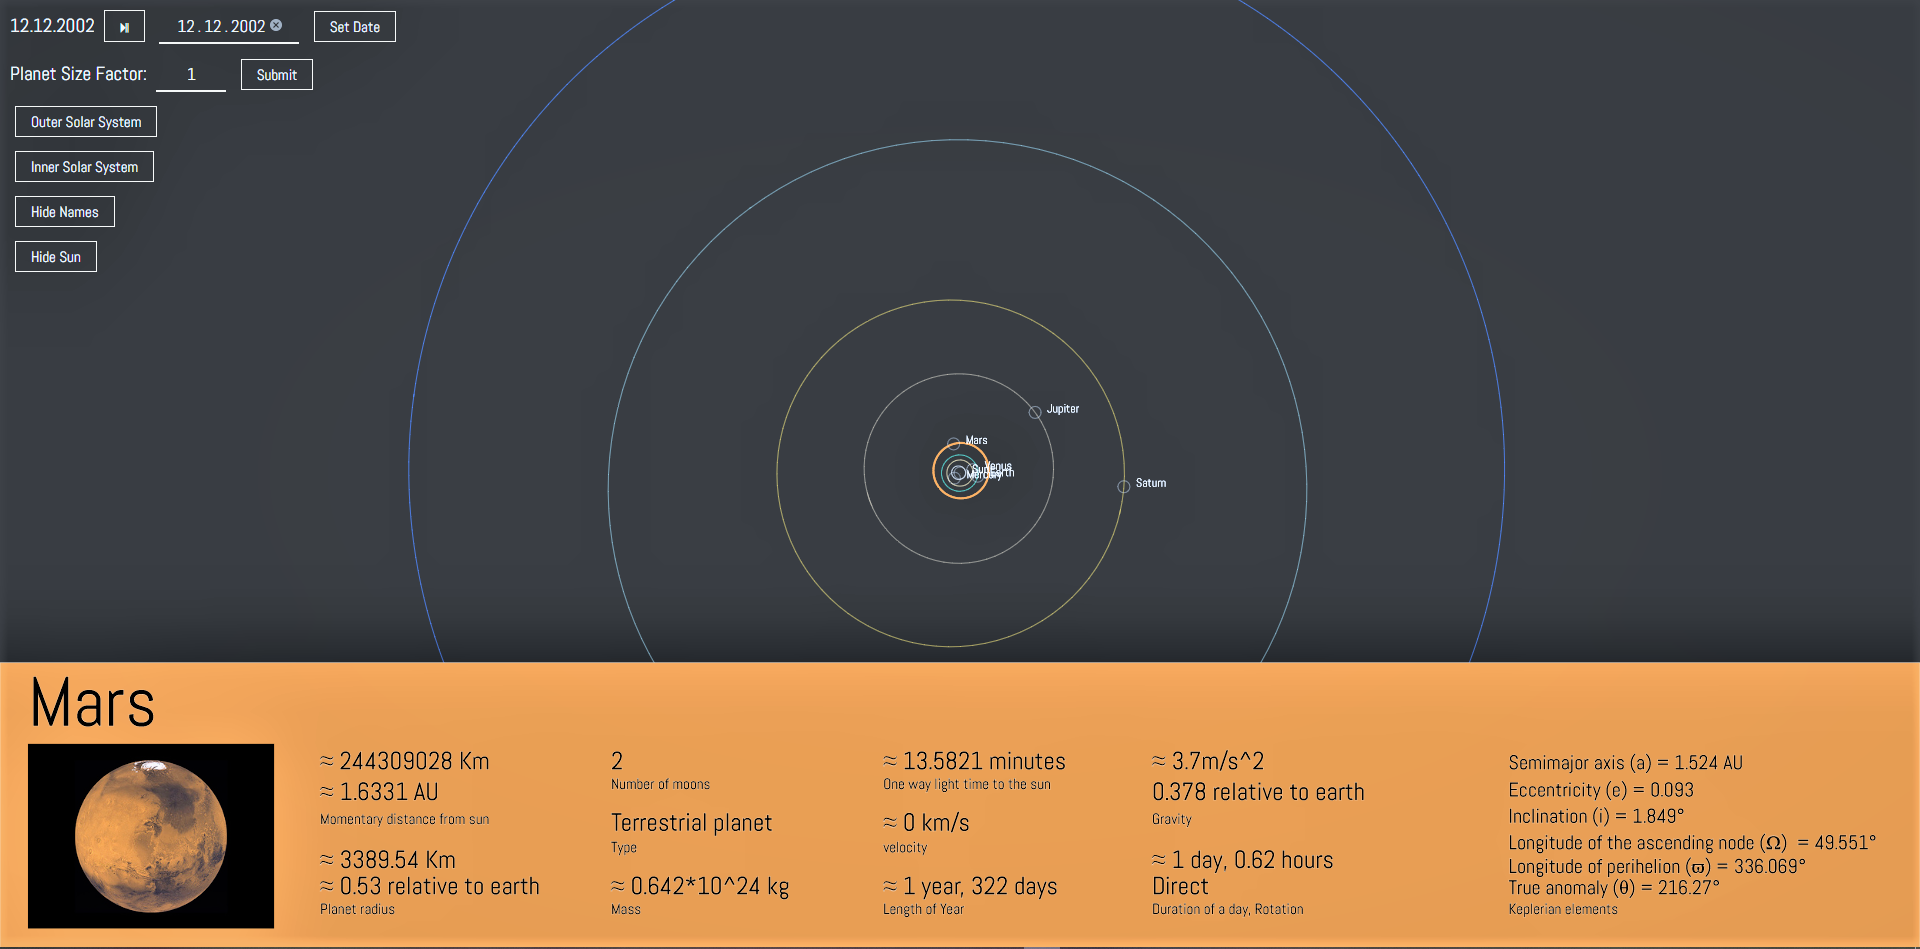 12.12.2002
12.12.2002
Set Date
Planet Size Factor:
1
Submit
Outer Solar System
Inner Solar System
Hide Names
Hide Sun
Jupiter
Mars
Venus
Sun
Earth
Mercury
Saturn
Mars
≈ 244309028 Km
≈ 1.6331 AU
Momentary distance from sun
≈ 3389.54 Km
≈ 0.53 relative to earth
Planet radius
2
Number of moons
Terrestrial planet
Type
≈ 0.642*10^24 kg
Mass
≈ 13.5821 minutes
One way light time to the sun
≈ 0 km/s
velocity
≈ 1 year, 322 days
Length of Year
≈ 3.7m/s^2
0.378 relative to earth
Gravity
≈ 1 day, 0.62 hours
Direct
Duration of a day, Rotation
Semimajor axis (a) = 1.524 AU
Eccentricity (e) = 0.093
Inclination (i) = 1.849°
Longitude of the ascending node (Ω) = 49.551°
Longitude of perihelion (ϖ) = 336.069°
True anomaly (θ) = 216.27°
Keplerian elements